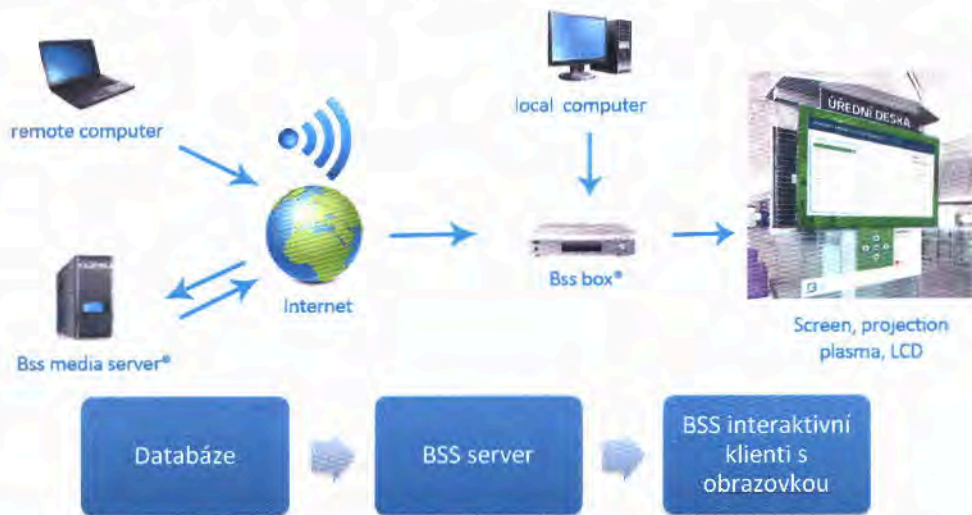 remote computer
local computer
ÚŘEDNÍ DESKA
Internet
Bss box®
Bss media server®
Screen, projection
plasma, LCD
Databáze
BSS server
BSS interaktivní
klienti s
obrazovkou